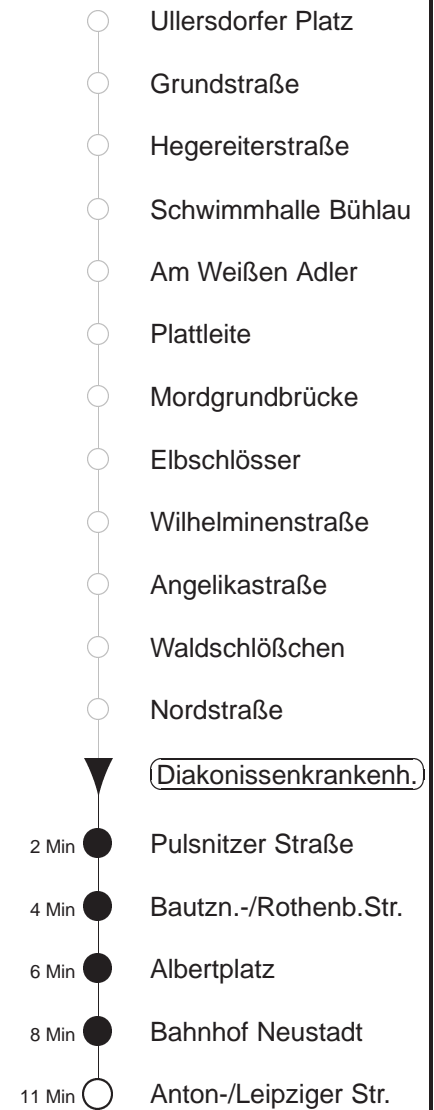 Ullersdorfer Platz
Grundstraße
Hegereiterstraße
Schwimmhalle Bühlau
Am Weißen Adler
Plattleite
Mordgrundbrücke
Elbschlösser
Wilhelminenstraße
Angelikastraße
Waldschlößchen
Nordstraße
Diakonissenkrankenh.
2 Min Pulsnitzer Straße
4 Min Bautzn.-/Rothenb.Str.
6 Min Albertplatz
8 Min Bahnhof Neustadt
11 Min Anton-/Leipziger Str.